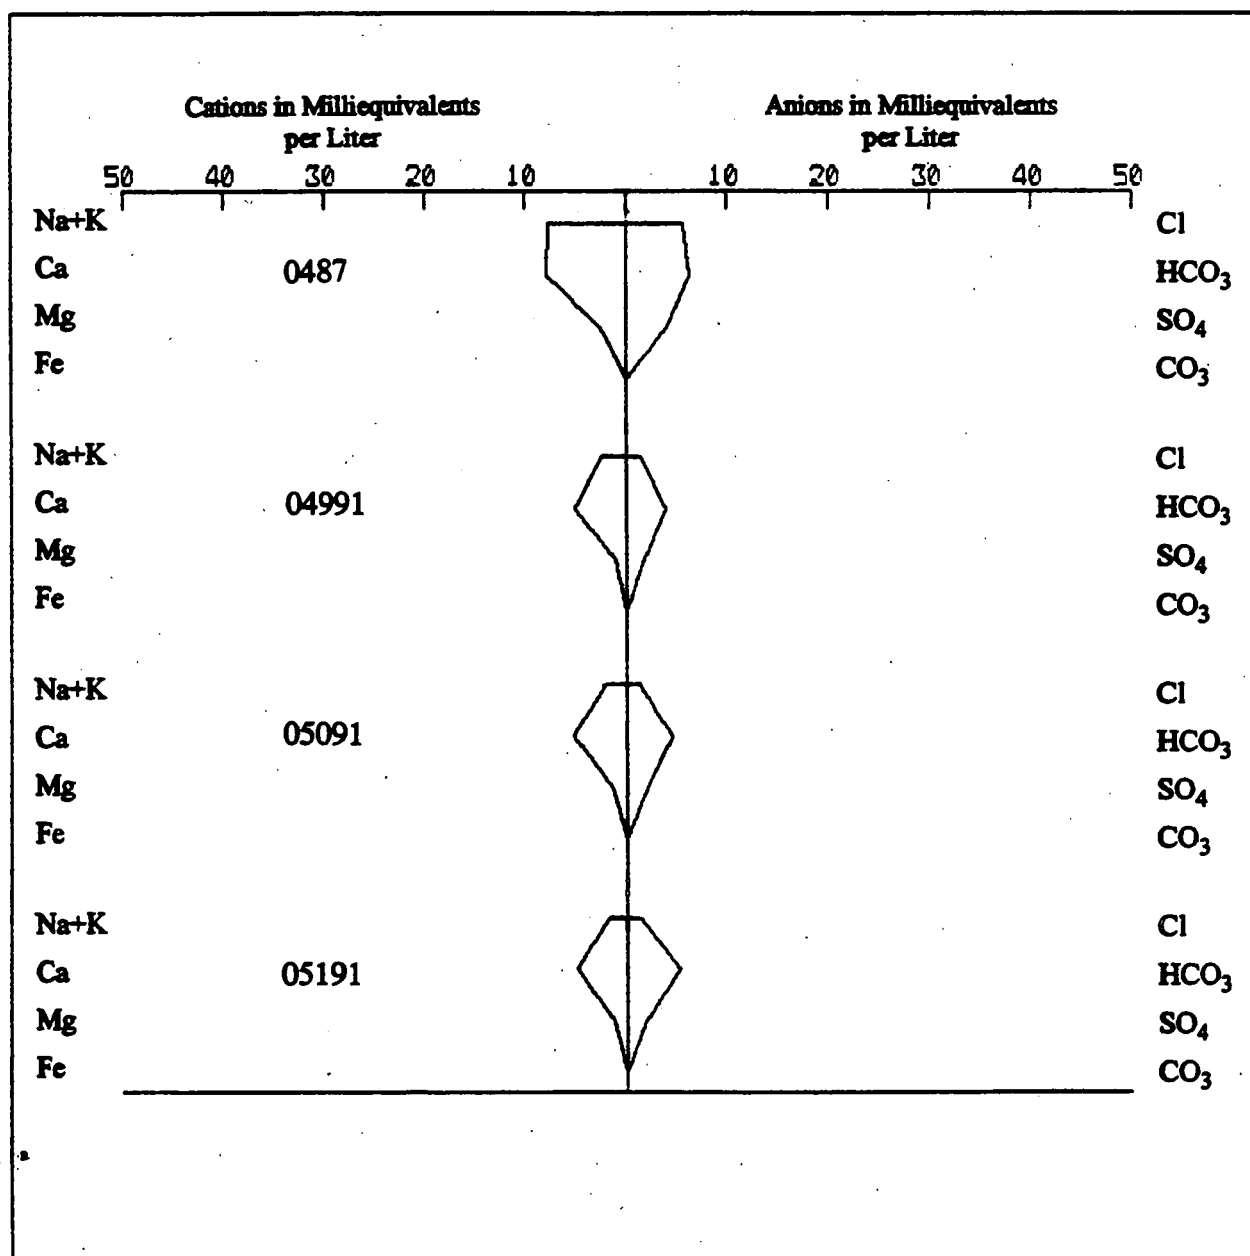 Cations in Milliequivalents
per Liter
Anions in Milliequivalents
per Liter
50 40 30 20 10 10 20 30 40 50
Na+K Cl
Ca 0487 HCO₃
Mg SO₄
Fe CO₃
Na+K Cl
Ca 04991 HCO₃
Mg SO₄
Fe CO₃
Na+K Cl
Ca 05091 HCO₃
Mg SO₄
Fe CO₃
Na+K Cl
Ca 05191 HCO₃
Mg SO₄
Fe CO₃